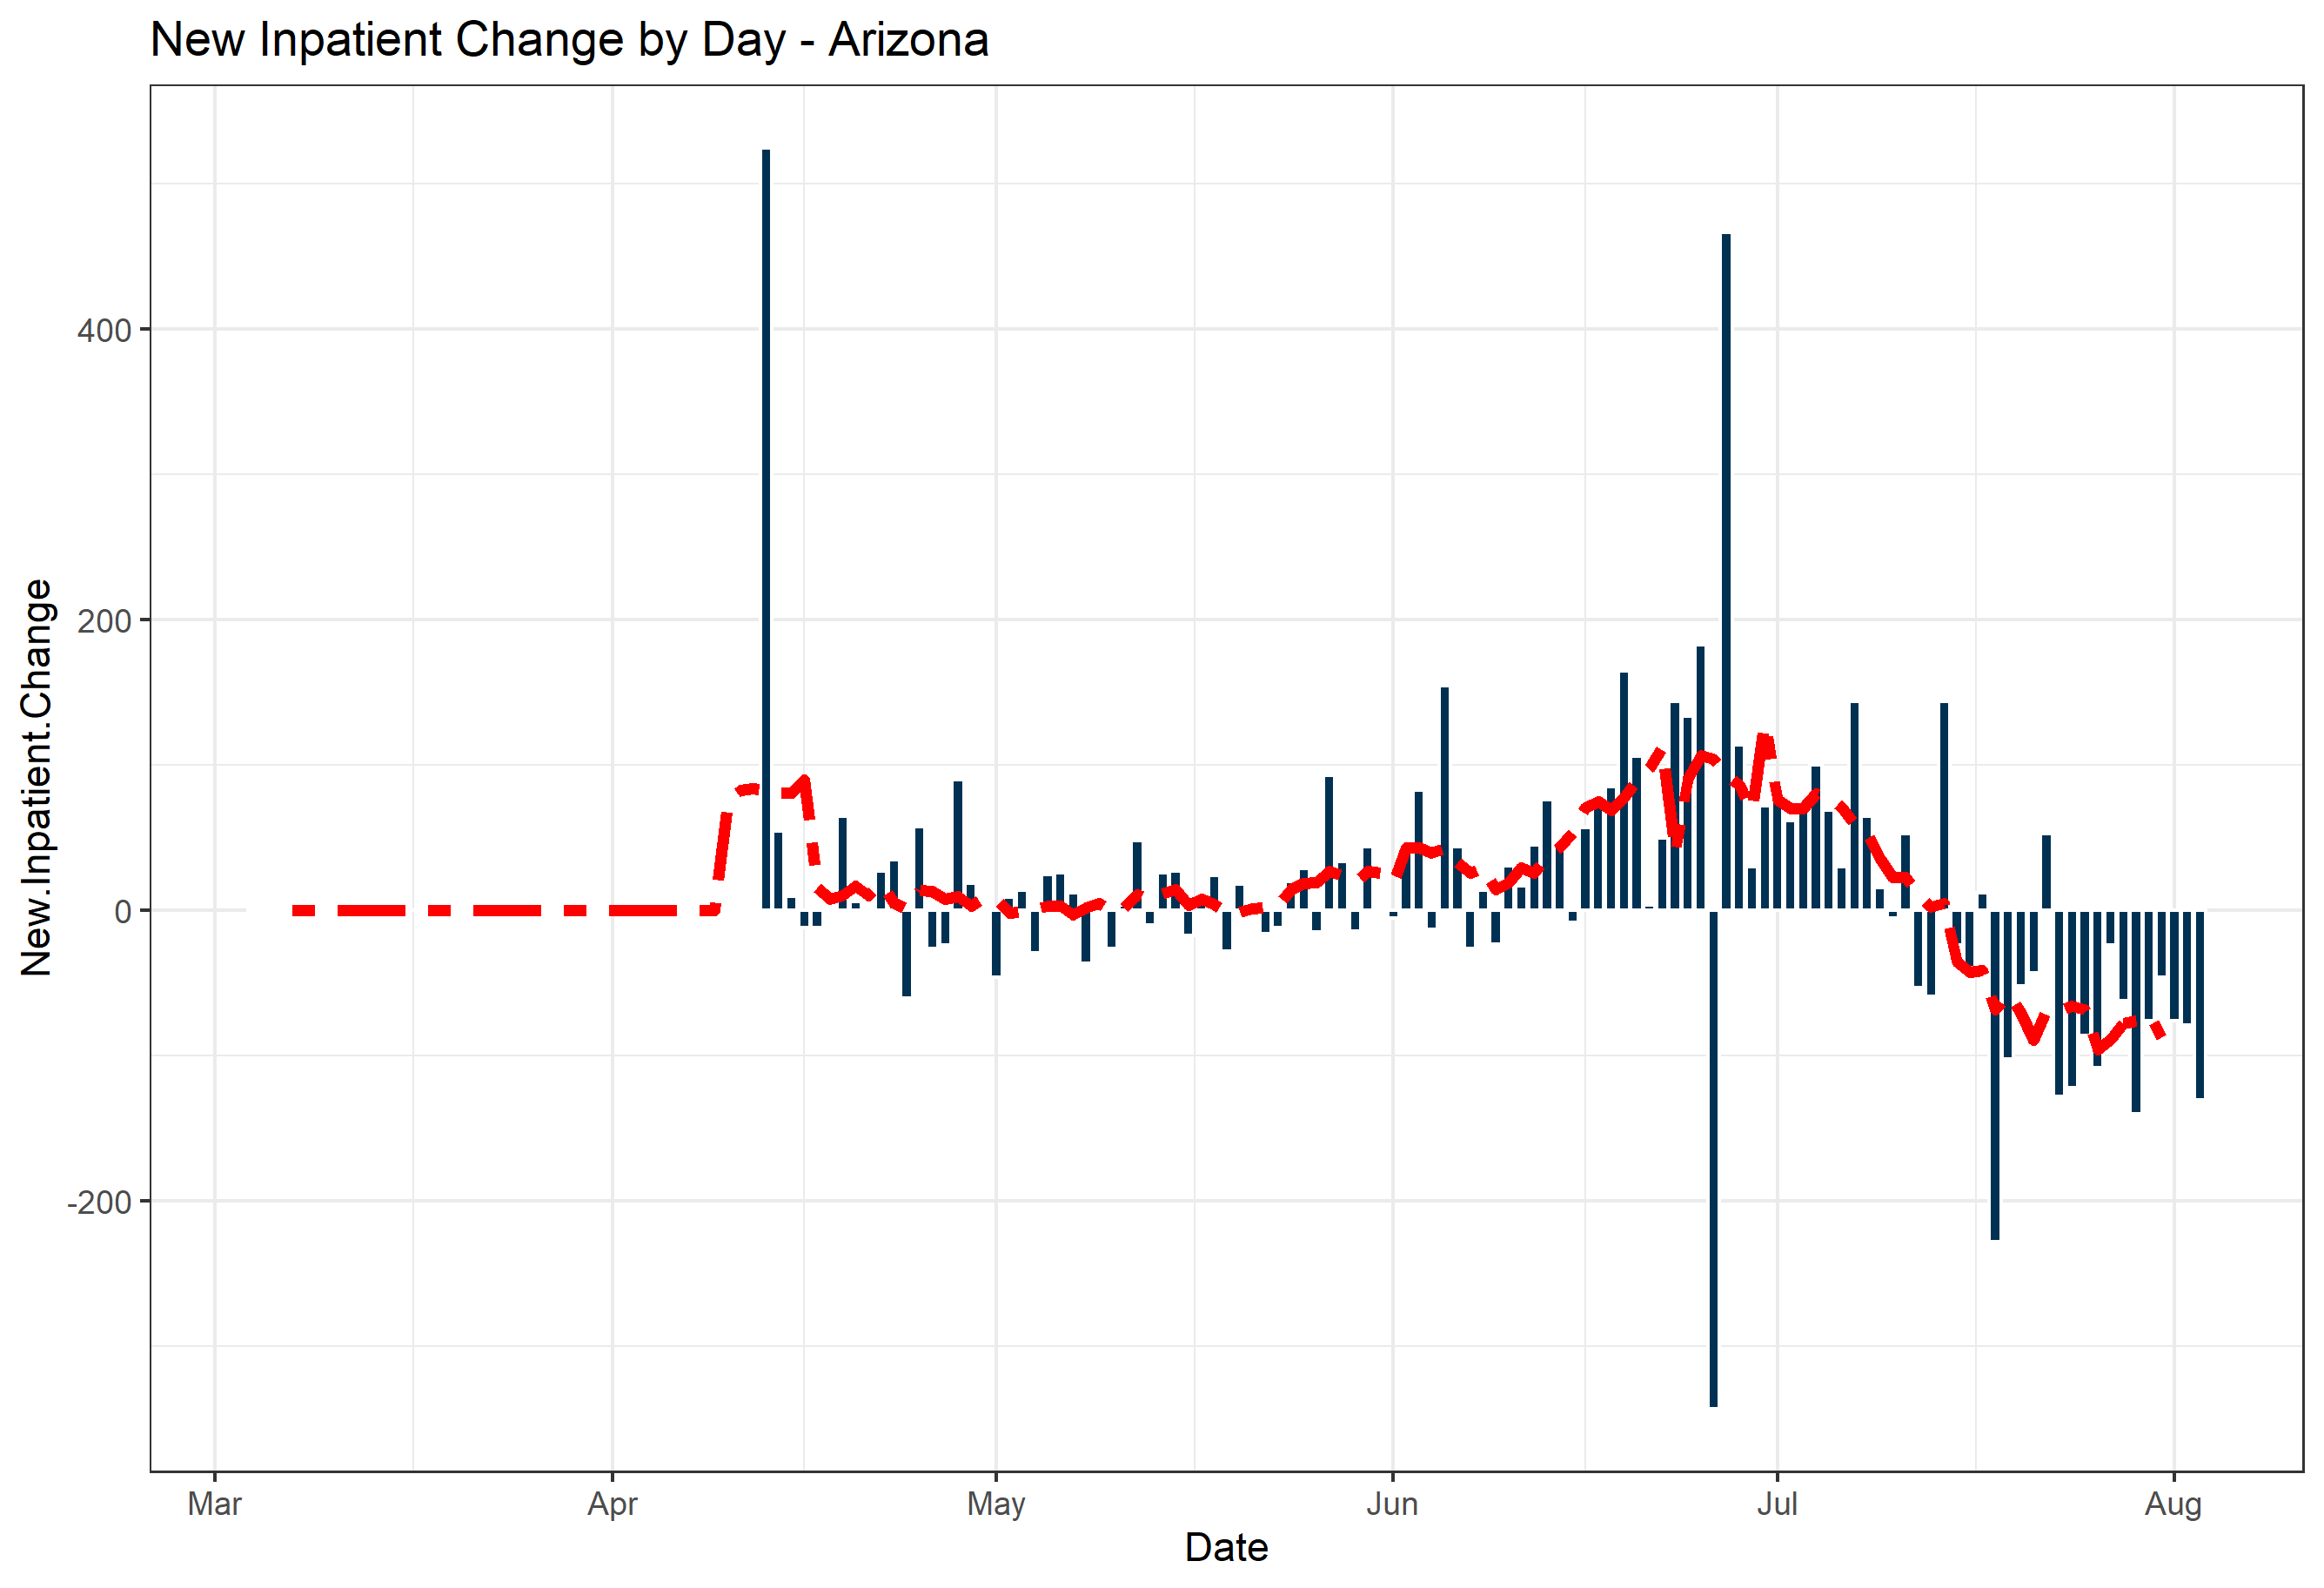 New Inpatient Change by Day - Arizona
New.Inpatient.Change
400
200
0
-200
Mar Apr May Jun Jul Aug
Date